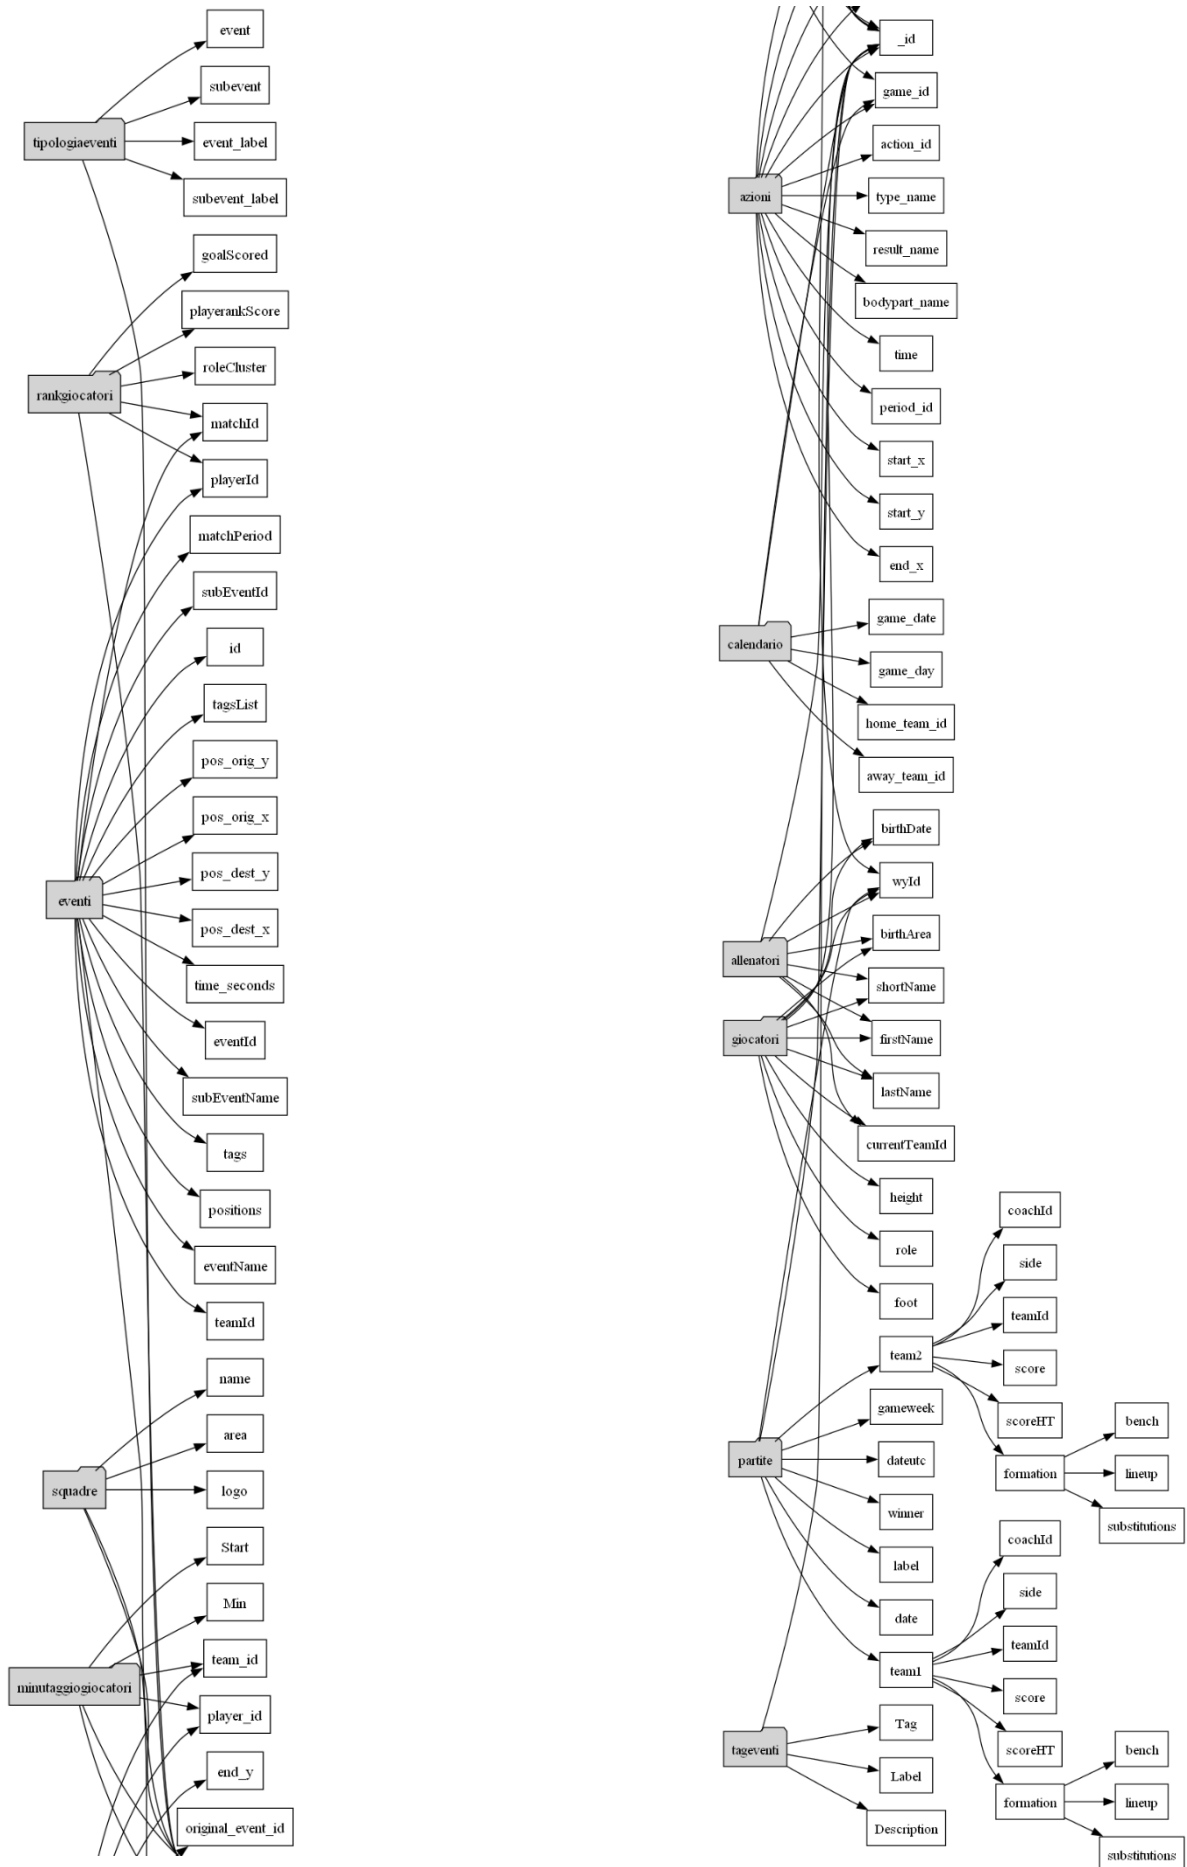 event
subevent
tipologiaeventi
event_label
subevent_label
goalScored
playerankScore
roleCluster
rankgiocatori
matchId
playerId
matchPeriod
subEventId
id
tagsList
pos_orig_y
pos_orig_x
pos_dest_y
eventi
pos_dest_x
time_seconds
eventId
subEventName
tags
positions
eventName
teamId
name
area
squadre
logo
Start
Min
team_id
minutaggiogiocatori
player_id
end_y
original_event_id
_id
game_id
action_id
azioni
type_name
result_name
bodypart_name
time
period_id
start_x
start_y
end_x
game_date
calendario
game_day
home_team_id
away_team_id
birthDate
wyId
birthArea
allenatori
shortName
giocatori
firstName
lastName
currentTeamId
height
role
foot
coachId
side
teamId
team2
score
scoreHT
gameweek
bench
partite
dateutc
formation
lineup
winner
substitutions
label
coachId
date
side
teamId
team1
score
Tag
scoreHT
tageventi
bench
Label
formation
lineup
Description
substitutions